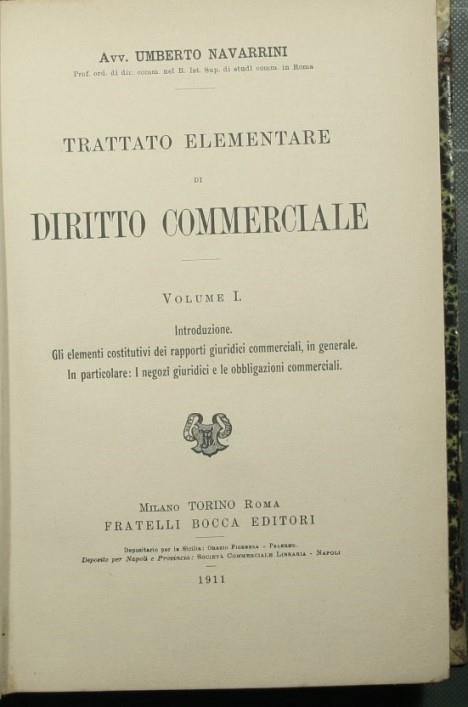 Avv. UMBERTO NAVARRINI
Prof. ord. di dir. comm. nel R. Ist. Sup. di studi comm. in Roma
TRATTATO ELEMENTARE
DI
DIRITTO COMMERCIALE
VOLUME I.
Introduzione.
Gli elementi costitutivi dei rapporti giuridici commerciali, in generale.
In particolare: I negozi giuridici e le obbligazioni commerciali.
MILANO TORINO ROMA
FRATELLI BOCCA EDITORI
Depositario per la Sicilia: ORAZIO FIORENZA - PALERMO.
Deposito per Napoli e Provincia: SOCIETÀ COMMERCIALE LIBRARIA - NAPOLI
1911